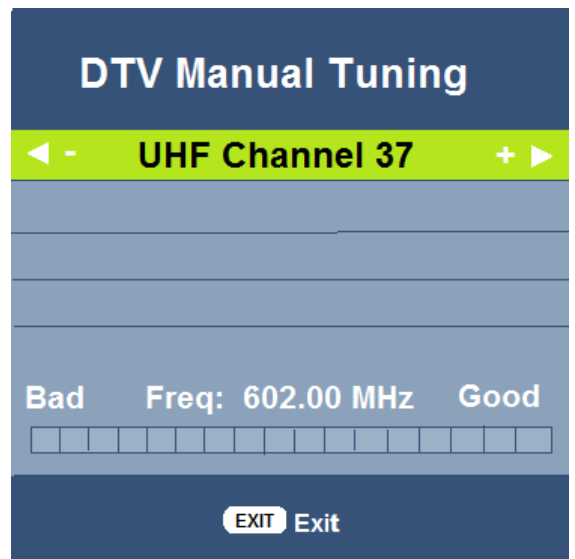 DTV Manual Tuning
◀ - UHF Channel 37 + ▶
Bad Freq: 602.00 MHz Good
EXIT Exit